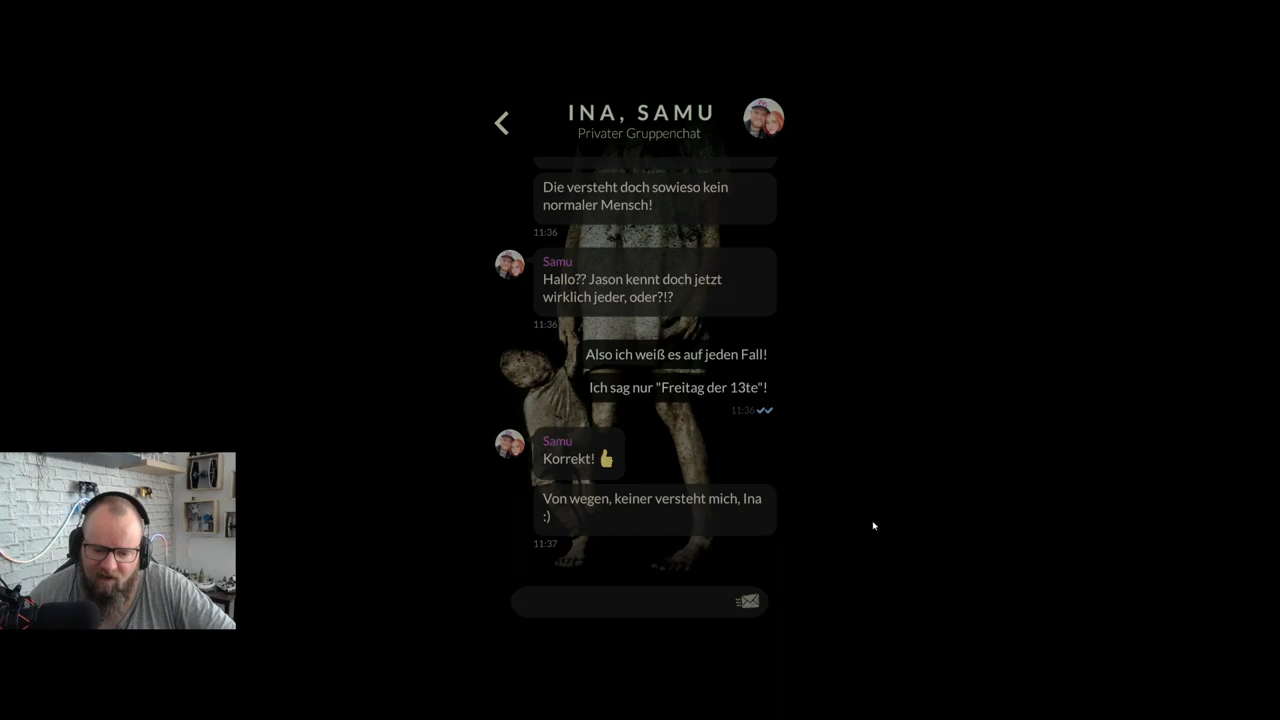 INA, SAMU
Privater Gruppenchat
Die versteht doch sowieso kein
normaler Mensch!
11:36
Samu
Hallo?? Jason kennt doch jetzt
wirklich jeder, oder?!?
11:36
Also ich weiß es auf jeden Fall!
Ich sag nur "Freitag der 13te"!
11:36
Samu
Korrekt! 👍
Von wegen, keiner versteht mich, Ina
:)
11:37